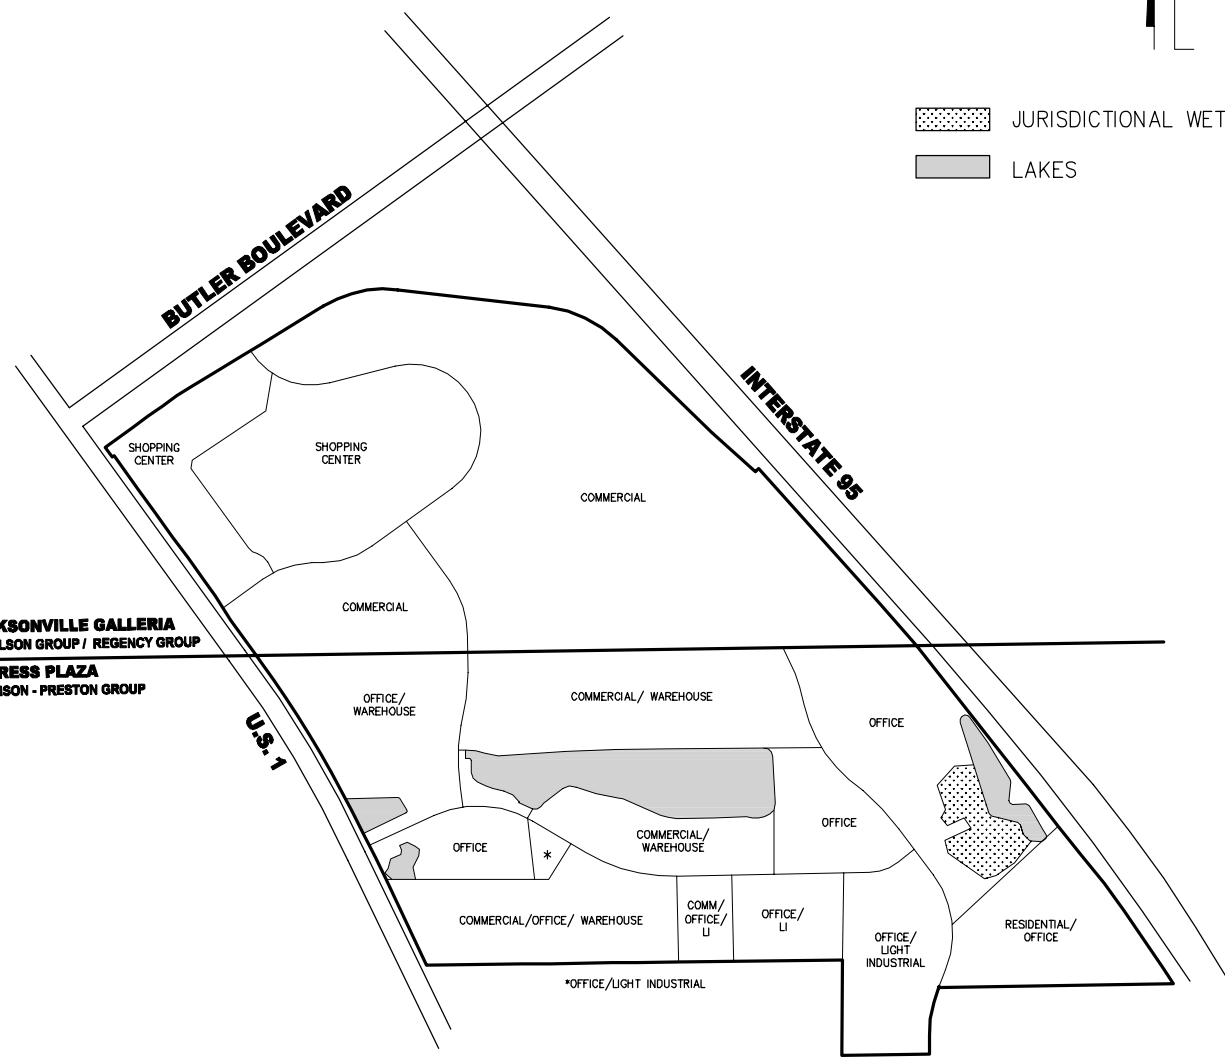 JURISDICTIONAL WET
LAKES
BUTLER BOULEVARD
INTERSTATE 95
SHOPPING
CENTER
SHOPPING
CENTER
COMMERCIAL
COMMERCIAL
KSONVILLE GALLERIA
LSON GROUP / REGENCY GROUP
RESS PLAZA
ISON - PRESTON GROUP
U.S. 1
OFFICE/
WAREHOUSE
COMMERCIAL/ WAREHOUSE
OFFICE
OFFICE
COMMERCIAL/
WAREHOUSE
OFFICE
*
COMMERCIAL/OFFICE/ WAREHOUSE
COMM/
OFFICE/
LI
OFFICE/
LI
OFFICE/
LIGHT
INDUSTRIAL
RESIDENTIAL/
OFFICE
*OFFICE/LIGHT INDUSTRIAL